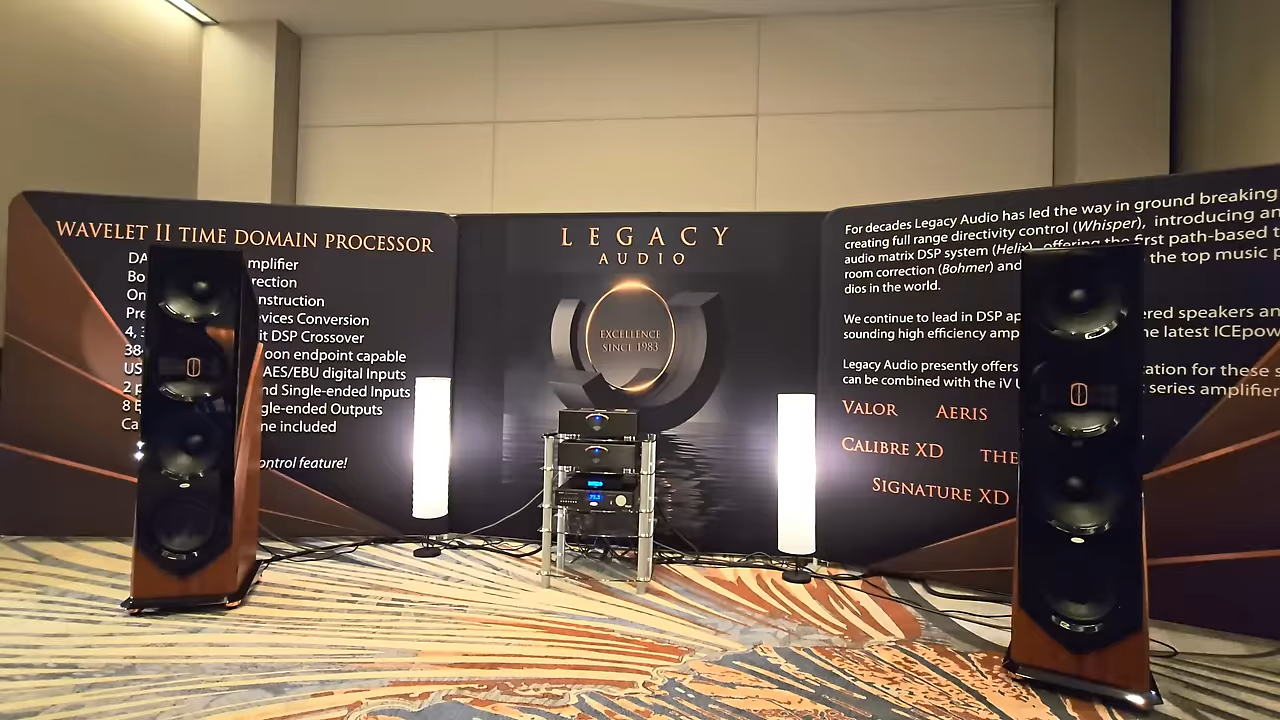 WAVELET II TIME DOMAIN PROCESSOR
DA mplifier
Bo rection
On nstruction
Pre evices Conversion
4, it DSP Crossover
38 oon endpoint capable
US AES/EBU digital Inputs
2 p nd Single-ended Inputs
8 gle-ended Outputs
Ca ne included
ontrol feature!
LEGACY
AUDIO
EXCELLENCE
SINCE 1983
For decades Legacy Audio has led the way in ground breaking
creating full range directivity control (Whisper), introducing an
audio matrix DSP system (Helix), offering the first path-based t
room correction (Bohmer) and the top music p
dios in the world.
We continue to lead in DSP ap ered speakers an
sounding high efficiency amp he latest ICEpow
Legacy Audio presently offers cation for these s
can be combined with the iV U series amplifier
VALOR AERIS
CALIBRE XD THE
SIGNATURE XD